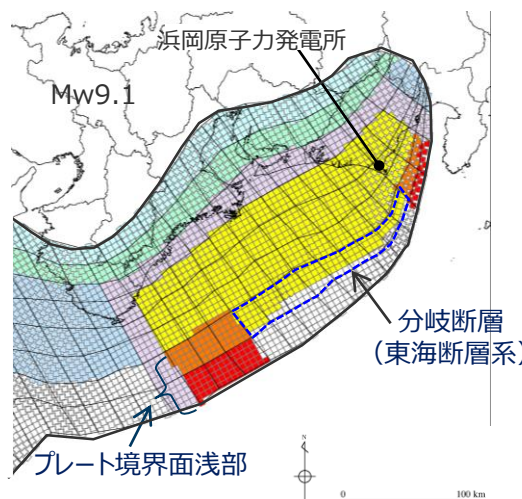 浜岡原子力発電所
Mw9.1
分岐断層
（東海断層系）
プレート境界面浅部
N
0 100 km